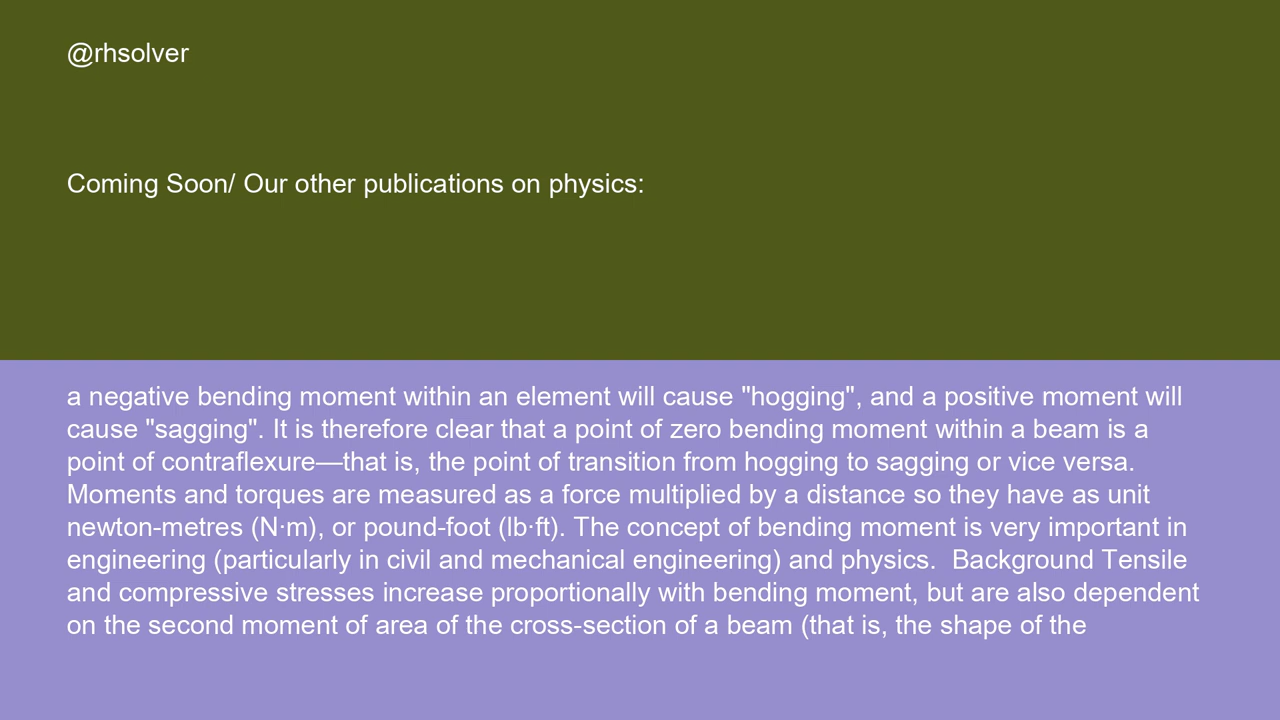 @rhsolver
Coming Soon/ Our other publications on physics:
a negative bending moment within an element will cause "hogging", and a positive moment will
cause "sagging". It is therefore clear that a point of zero bending moment within a beam is a
point of contraflexure—that is, the point of transition from hogging to sagging or vice versa.
Moments and torques are measured as a force multiplied by a distance so they have as unit
newton-metres (N·m), or pound-foot (lb·ft). The concept of bending moment is very important in
engineering (particularly in civil and mechanical engineering) and physics.  Background Tensile
and compressive stresses increase proportionally with bending moment, but are also dependent
on the second moment of area of the cross-section of a beam (that is, the shape of the